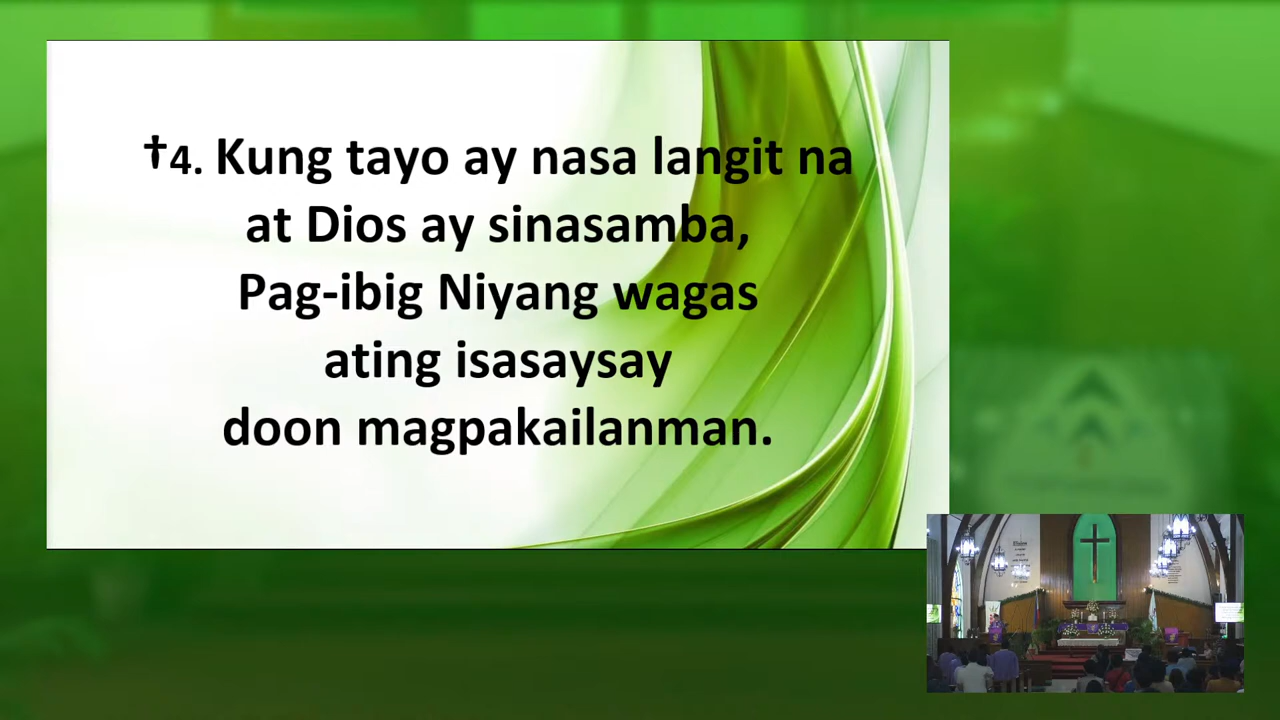 †4. Kung tayo ay nasa langit na
at Dios ay sinasamba,
Pag-ibig Niyang wagas
ating isasaysay
doon magpakailanman.